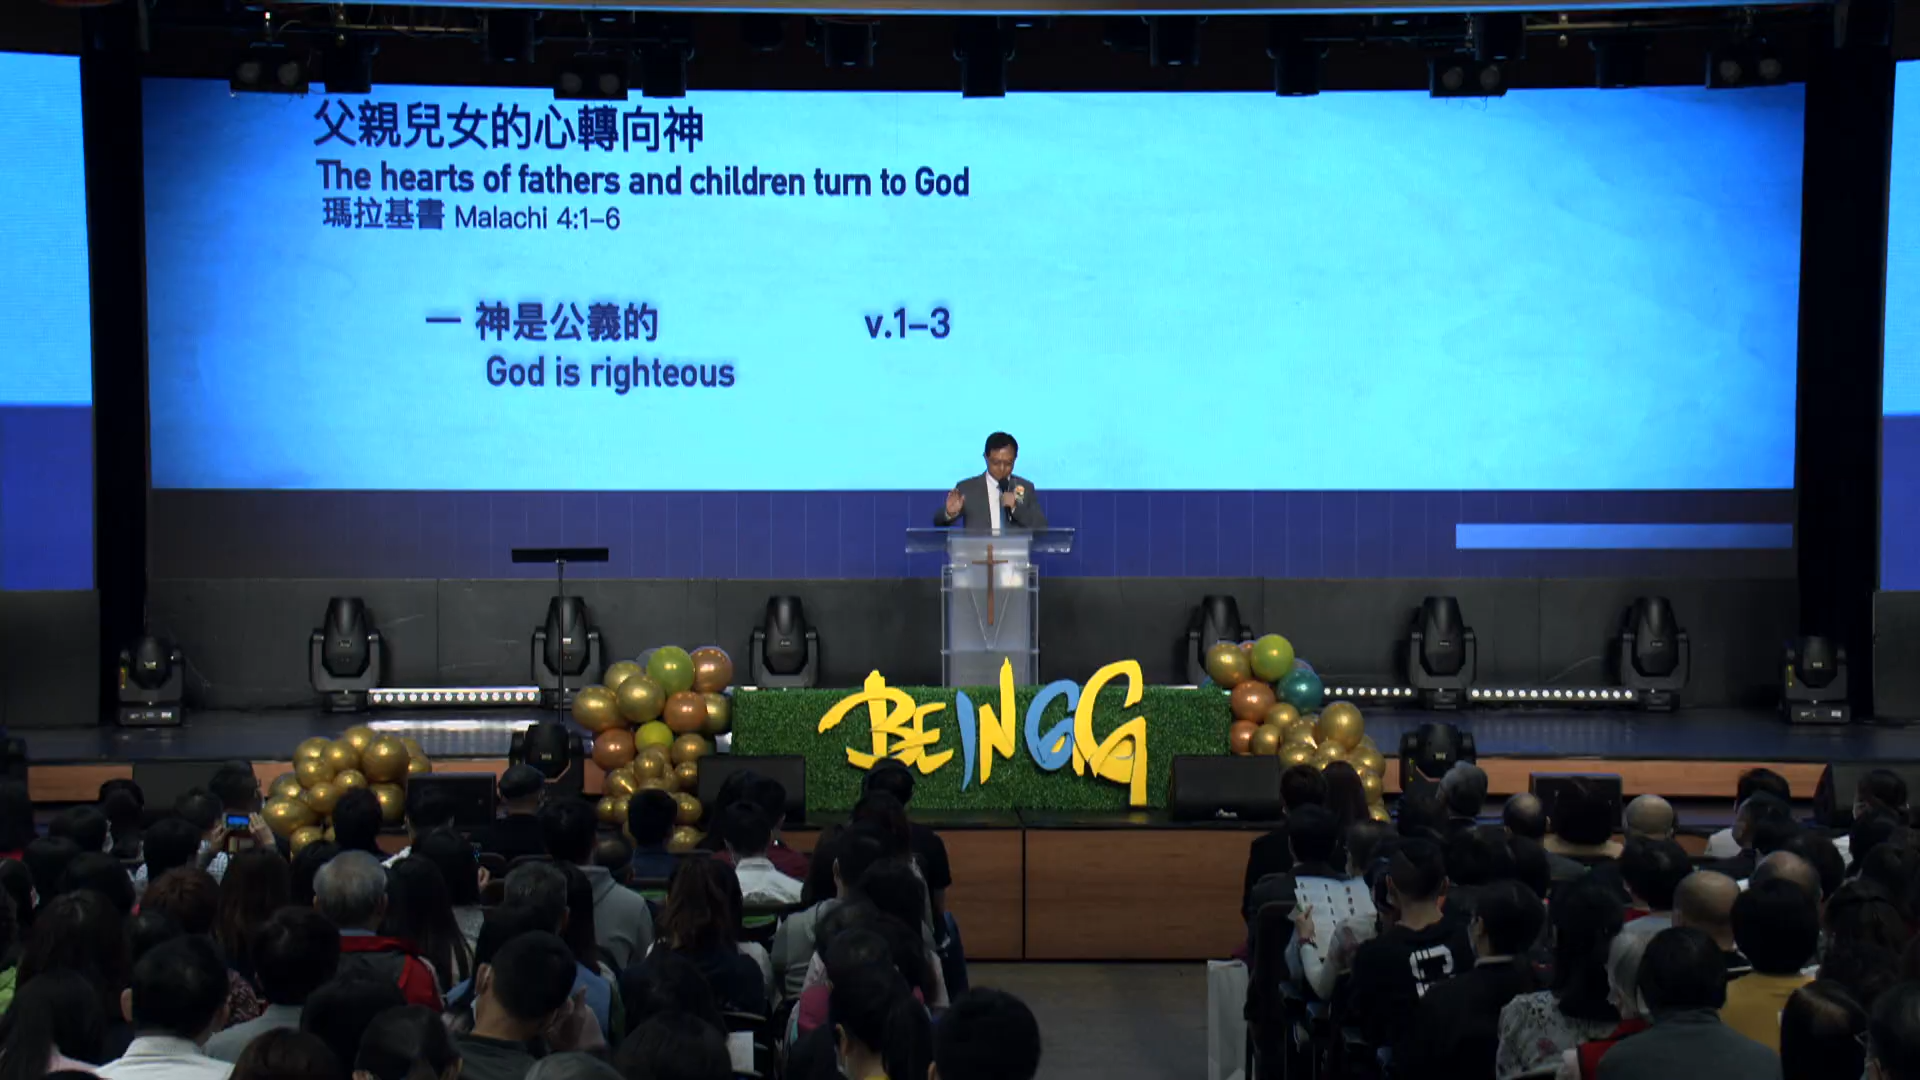 父親兒女的心轉向神
The hearts of fathers and children turn to God
瑪拉基書 Malachi 4:1–6
一 神是公義的 v.1–3
God is righteous
BEINGG